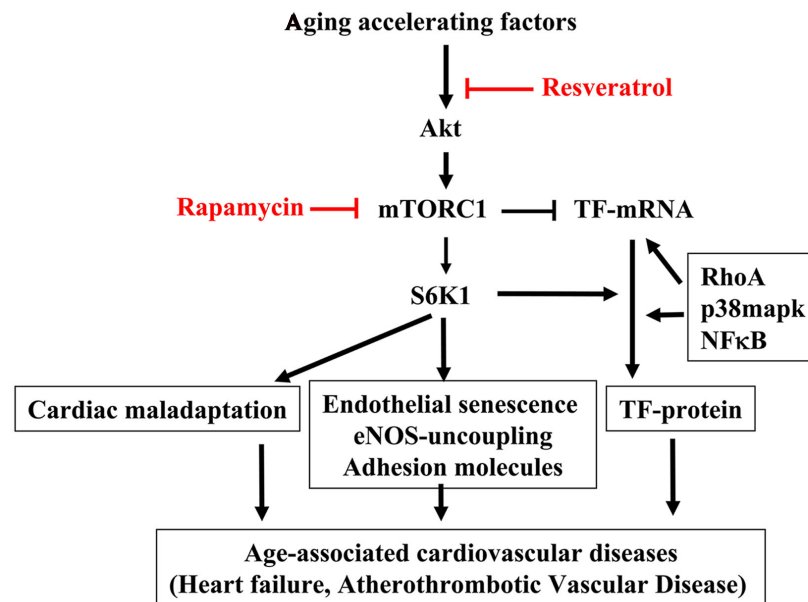 Aging accelerating factors
Resveratrol
Akt
Rapamycin
mTORC1
TF-mRNA
S6K1
RhoA
p38mapk
NFκB
Cardiac maladaptation
Endothelial senescence
eNOS-uncoupling
Adhesion molecules
TF-protein
Age-associated cardiovascular diseases
(Heart failure, Atherothrombotic Vascular Disease)